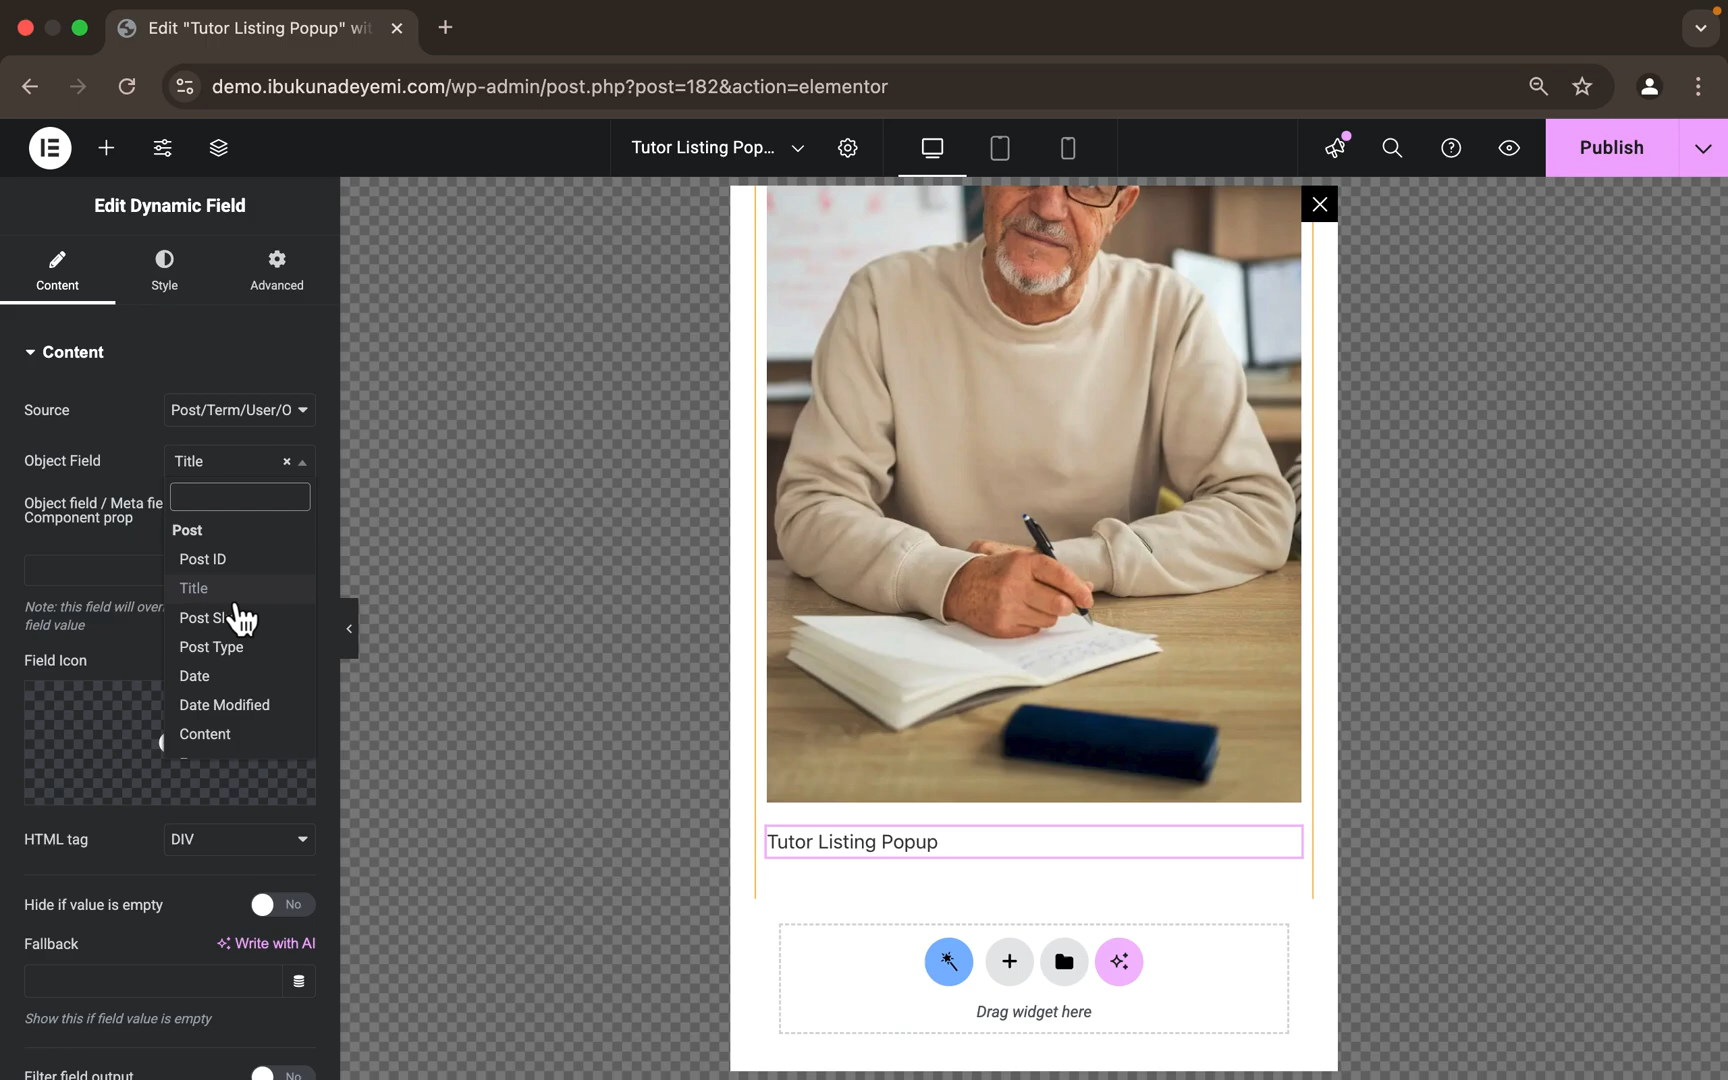 Edit "Tutor Listing Popup" wit
demo.ibukunadeyemi.com/wp-admin/post.php?post=182&action=elementor
Tutor Listing Pop...
Publish
Edit Dynamic Field
Content
Style
Advanced
Content
Source
Post/Term/User/O
Object Field
Title
Object field / Meta fie
Component prop
Post
Post ID
Title
Post Sl
Post Type
Date
Date Modified
Content
Note: this field will over
field value
Field Icon
HTML tag
DIV
Hide if value is empty
No
Fallback
Write with AI
Show this if field value is empty
Filter field output
No
Tutor Listing Popup
Drag widget here